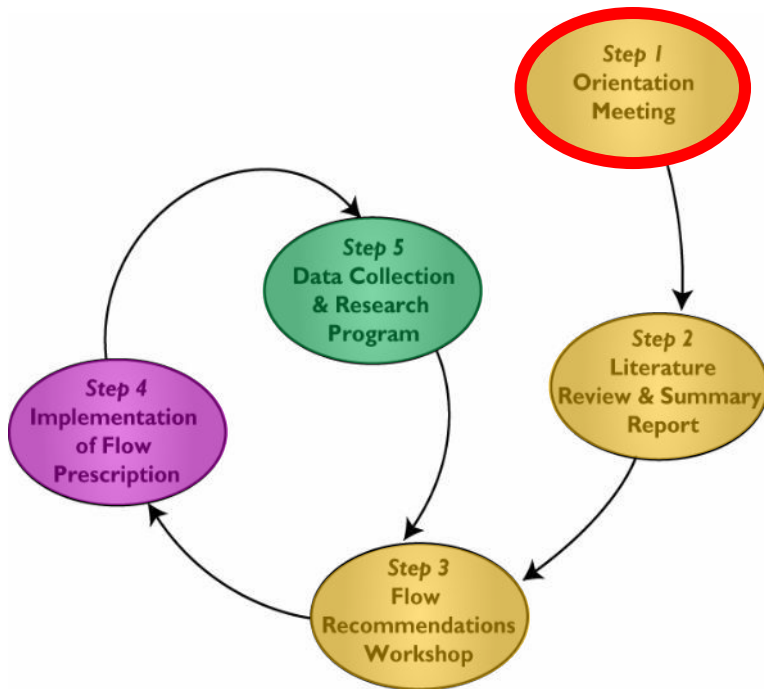 Step 1
Orientation
Meeting
Step 2
Literature
Review & Summary
Report
Step 3
Flow
Recommendations
Workshop
Step 4
Implementation
of Flow
Prescription
Step 5
Data Collection
& Research
Program